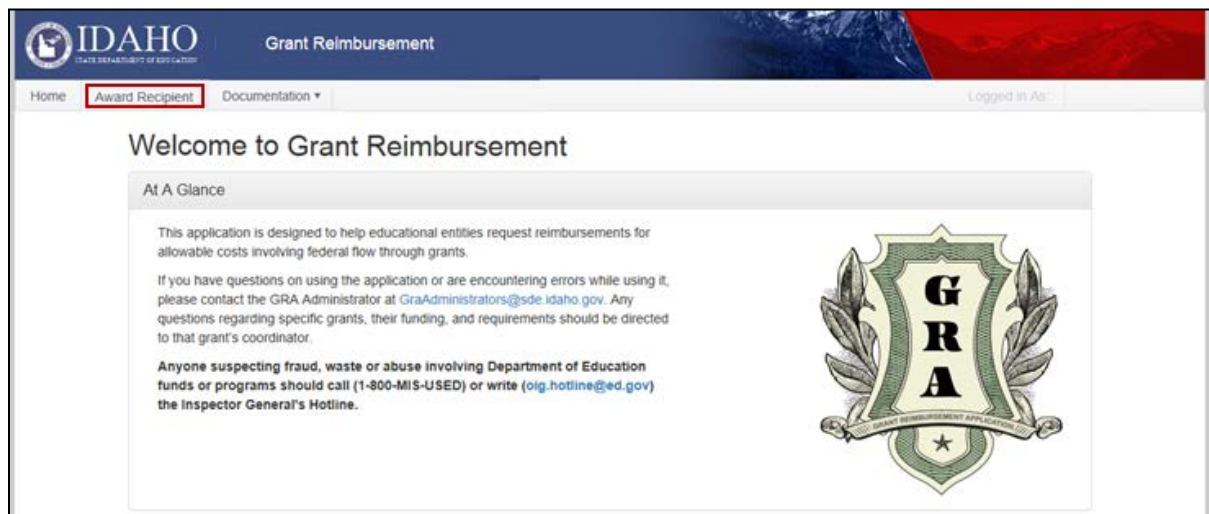 IDAHO
STATE DEPARTMENT OF EDUCATION
Grant Reimbursement
Home Award Recipient Documentation ▾ Logged In As:
Welcome to Grant Reimbursement
At A Glance
This application is designed to help educational entities request reimbursements for
allowable costs involving federal flow through grants.
If you have questions on using the application or are encountering errors while using it,
please contact the GRA Administrator at GraAdministrators@sde.idaho.gov. Any
questions regarding specific grants, their funding, and requirements should be directed
to that grant's coordinator.
Anyone suspecting fraud, waste or abuse involving Department of Education
funds or programs should call (1-800-MIS-USED) or write (oig.hotline@ed.gov)
the Inspector General's Hotline.
G
R
A
GRANT REIMBURSEMENT APPLICATION